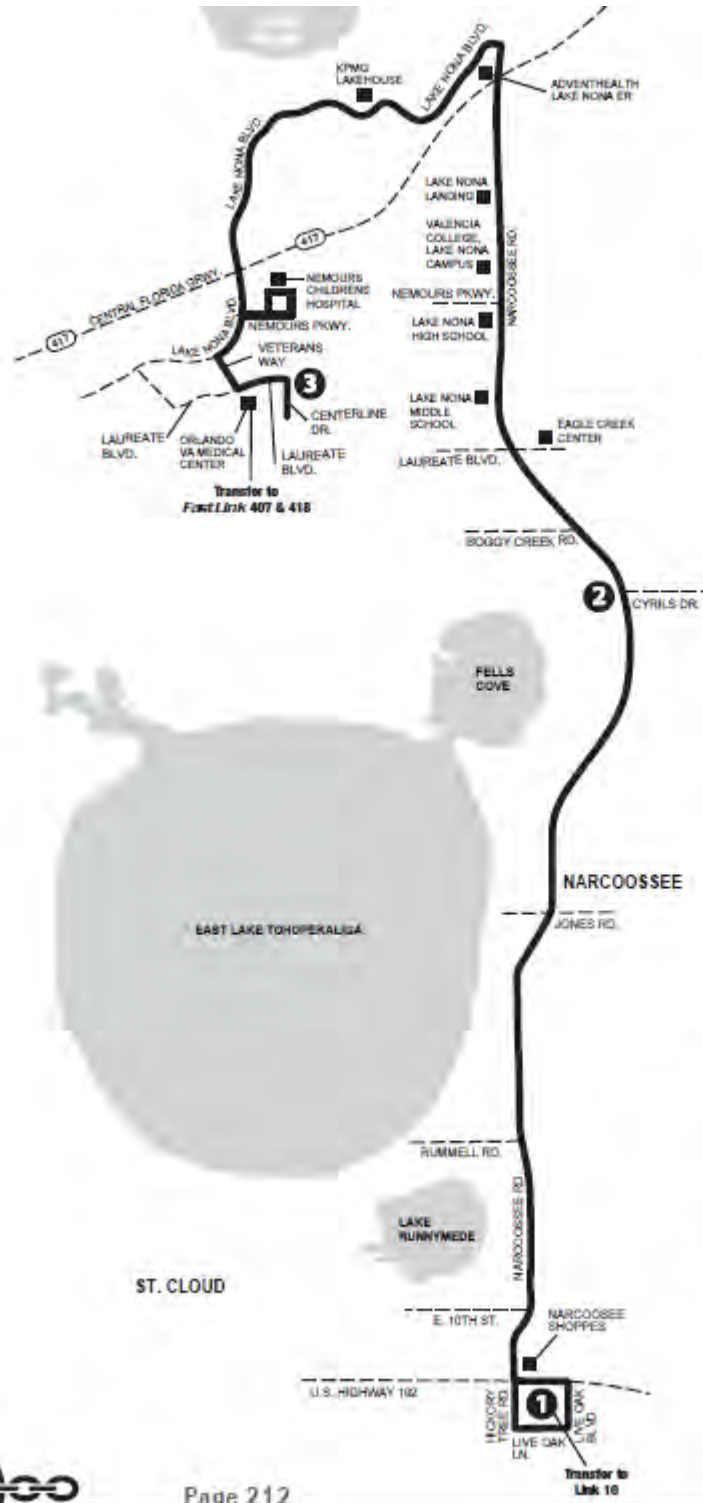 LAKE NONA BLVD.
KPMG
LAKEHOUSE
ADVENTHEALTH
LAKE NONA ER
LAKE NONA BLVD.
LAKE NONA
LANDING
VALENCIA
COLLEGE,
LAKE NONA
CAMPUS
NARCOOSSEE RD.
417
CENTRAL FLORIDA GRWY.
417
NEMOURS
CHILDRENS
HOSPITAL
NEMOURS PKWY.
NEMOURS PKWY.
LAKE NONA
HIGH SCHOOL
LAKE NONA BLVD.
VETERANS
WAY
3
CENTERLINE
DR.
LAKE NONA
MIDDLE
SCHOOL
EAGLE CREEK
CENTER
LAUREATE
BLVD.
ORLANDO
VA MEDICAL
CENTER
LAUREATE
BLVD.
LAUREATE BLVD.
Transfer to
FastLink 407 & 418
BOGGY CREEK RD.
2
CYRILS DR.
FELLS
COVE
NARCOOSSEE
EAST LAKE TOHOPEKALIGA
JONES RD.
RUMMELL RD.
NARCOOSSEE RD.
LAKE
RUNNYMEDE
ST. CLOUD
E. 10TH ST.
NARCOOSEE
SHOPPES
U.S. HIGHWAY 192
HICKORY
TREE RD.
1
LIVE OAK
BLVD
LIVE OAK
LN.
Transfer to
Link 10
Page 212